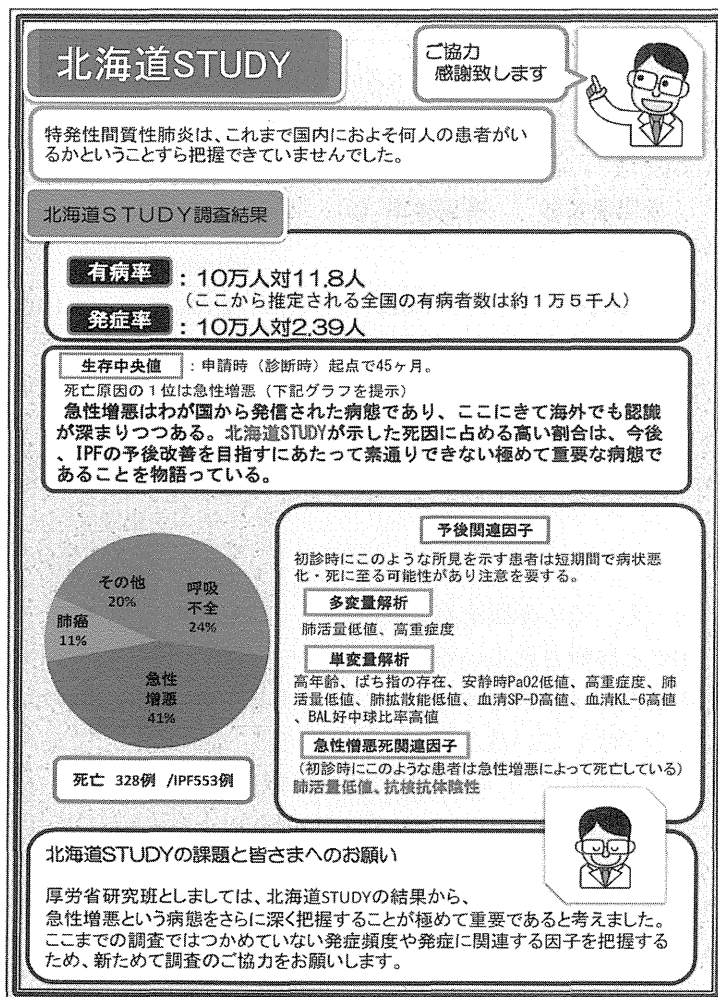 北海道STUDY
ご協力
感謝致します
特発性間質性肺炎は、これまで国内におよそ何人の患者がい
るかということすら把握できていませんでした。
北海道STUDY調査結果
有病率 : 10万人対11.8人
(ここから推定される全国の有病者数は約1万5千人)
発症率 : 10万人対2.39人
生存中央値 : 申請時（診断時）起点で45ヶ月。
死亡原因の1位は急性増悪（下記グラフを提示）
急性増悪はわが国から発信された病態であり、ここにきて海外でも認識
が深まりつつある。北海道STUDYが示した死因に占める高い割合は、今後
、IPFの予後改善を目指すにあたって素通りできない極めて重要な病態で
あることを物語っている。
その他
20%
呼吸
不全
24%
肺癌
11%
急性
増悪
41%
死亡 328例 /IPF553例
予後関連因子
初診時にこのような所見を示す患者は短期間で病状悪
化・死に至る可能性があり注意を要する。
多変量解析
肺活量低値、高重症度
単変量解析
高年齢、ばち指の存在、安静時PaO2低値、高重症度、肺
活量低値、肺拡散能低値、血清SP-D高値、血清KL-6高値
、BAL好中球比率高値
急性憎悪死関連因子
(初診時にこのような患者は急性増悪によって死亡している)
肺活量低値、抗核抗体陰性
北海道STUDYの課題と皆さまへのお願い
厚労省研究班としましては、北海道STUDYの結果から、
急性増悪という病態をさらに深く把握することが極めて重要であると考えました。
ここまでの調査ではつかめていない発症頻度や発症に関連する因子を把握する
ため、新ためて調査のご協力をお願いします。